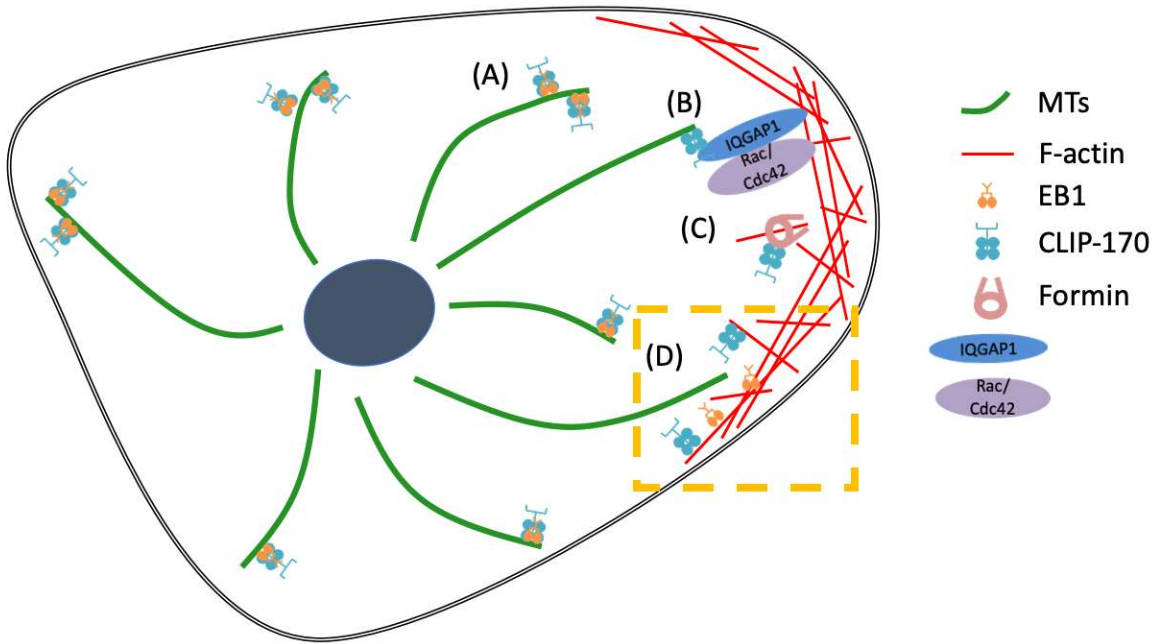 (A)
(B)
IQGAP1
Rac/
Cdc42
(C)
(D)
MTs
F-actin
EB1
CLIP-170
Formin
IQGAP1
Rac/
Cdc42